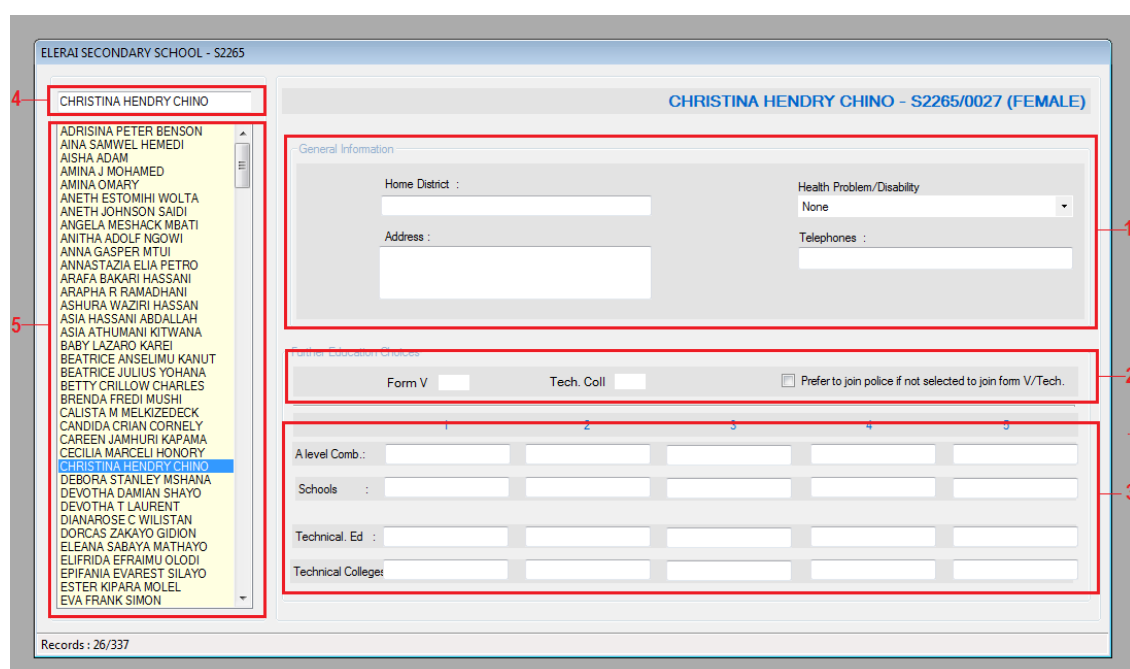 ELERAI SECONDARY SCHOOL - S2265
4
CHRISTINA HENDRY CHINO
CHRISTINA HENDRY CHINO - S2265/0027 (FEMALE)
5
ADRISINA PETER BENSON
AINA SAMWEL HEMEDI
AISHA ADAM
AMINA J MOHAMED
AMINA OMARY
ANETH ESTOMIHI WOLTA
ANETH JOHNSON SAIDI
ANGELA MESHACK MBATI
ANITHA ADOLF NGOWI
ANNA GASPER MTUI
ANNASTAZIA ELIA PETRO
ARAFA BAKARI HASSANI
ARAPHA R RAMADHANI
ASHURA WAZIRI HASSAN
ASIA HASSANI ABDALLAH
ASIA ATHUMANI KITWANA
BABY LAZARO KAREI
BEATRICE ANSELIMU KANUT
BEATRICE JULIUS YOHANA
BETTY CRILLOW CHARLES
BRENDA FREDI MUSHI
CALISTA M MELKIZEDECK
CANDIDA CRIAN CORNELY
CAREEN JAMHURI KAPAMA
CECILIA MARCELI HONORY
CHRISTINA HENDRY CHINO
DEBORA STANLEY MSHANA
DEVOTHA DAMIAN SHAYO
DEVOTHA T LAURENT
DIANAROSE C WILISTAN
DORCAS ZAKAYO GIDION
ELEANA SABAYA MATHAYO
ELIFRIDA EFRAIMU OLODI
EPIFANIA EVAREST SILAYO
ESTER KIPARA MOLEL
EVA FRANK SIMON
General Information
Home District :
Health Problem/Disability
None
Address :
Telephones :
1
Further Education Choices
Form V
Tech. Coll
Prefer to join police if not selected to join form V/Tech.
2
1 2 3 4 5
A level Comb.:
Schools :
3
Technical. Ed :
Technical Colleges
Records : 26/337